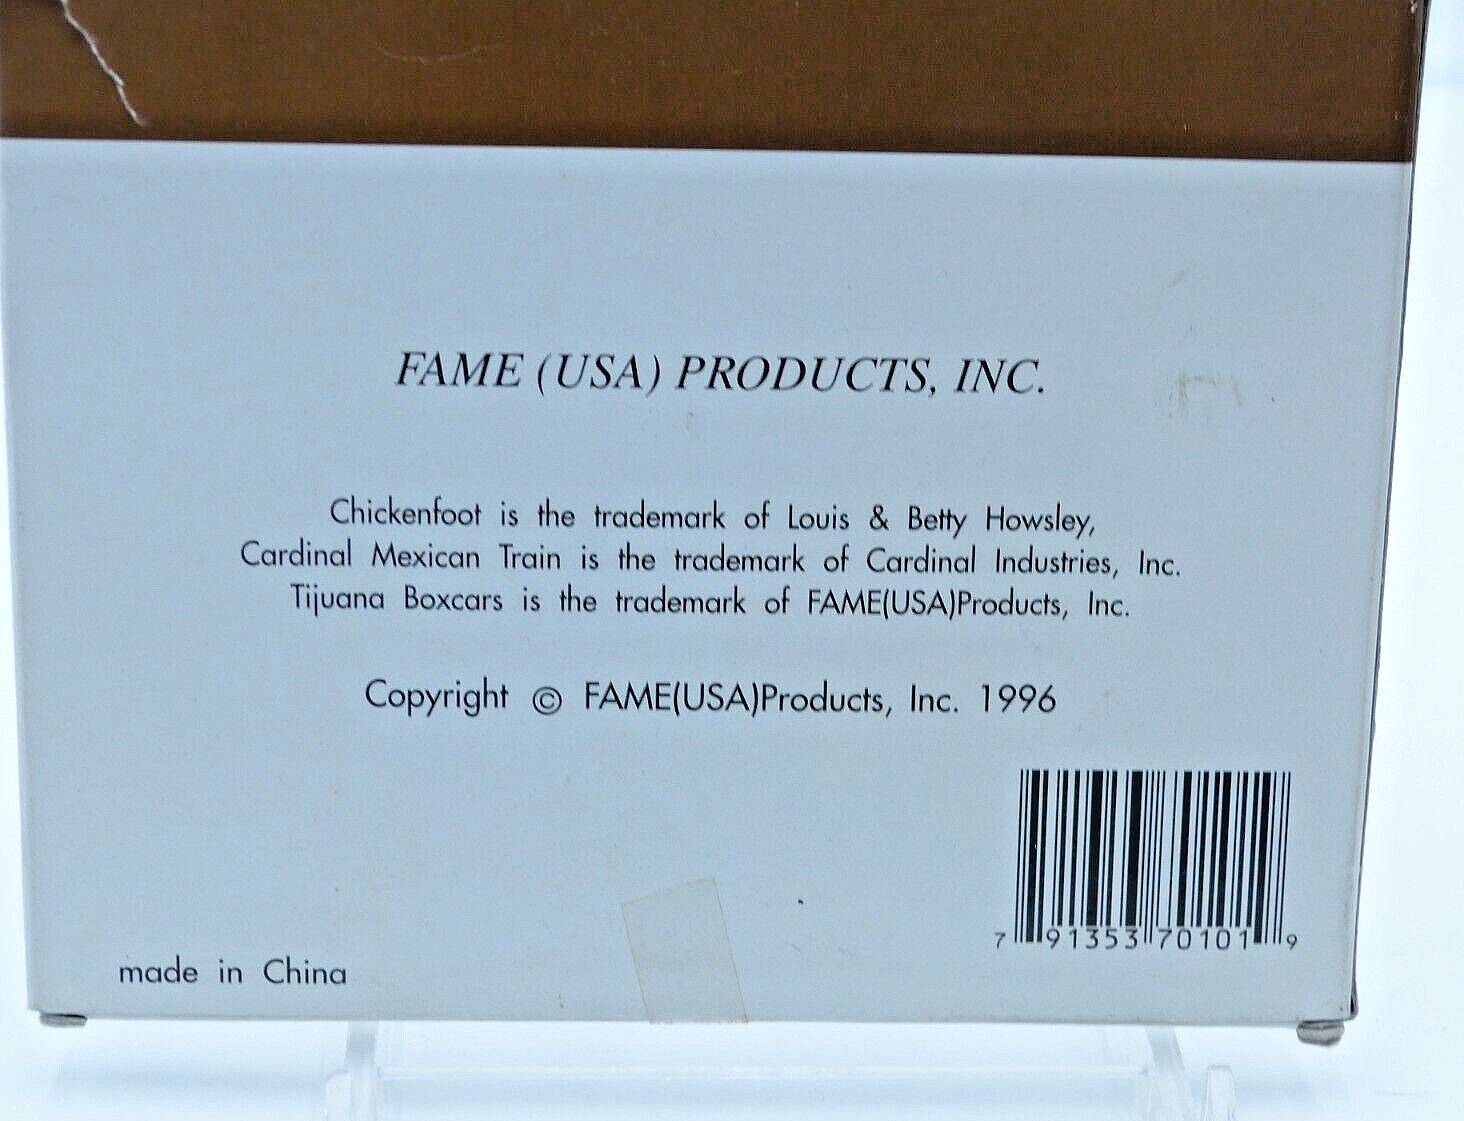 FAME (USA) PRODUCTS, INC.
Chickenfoot is the trademark of Louis & Betty Howsley,
Cardinal Mexican Train is the trademark of Cardinal Industries, Inc.
Tijuana Boxcars is the trademark of FAME(USA)Products, Inc.
Copyright © FAME(USA)Products, Inc. 1996
7 91353 70101 9
made in China